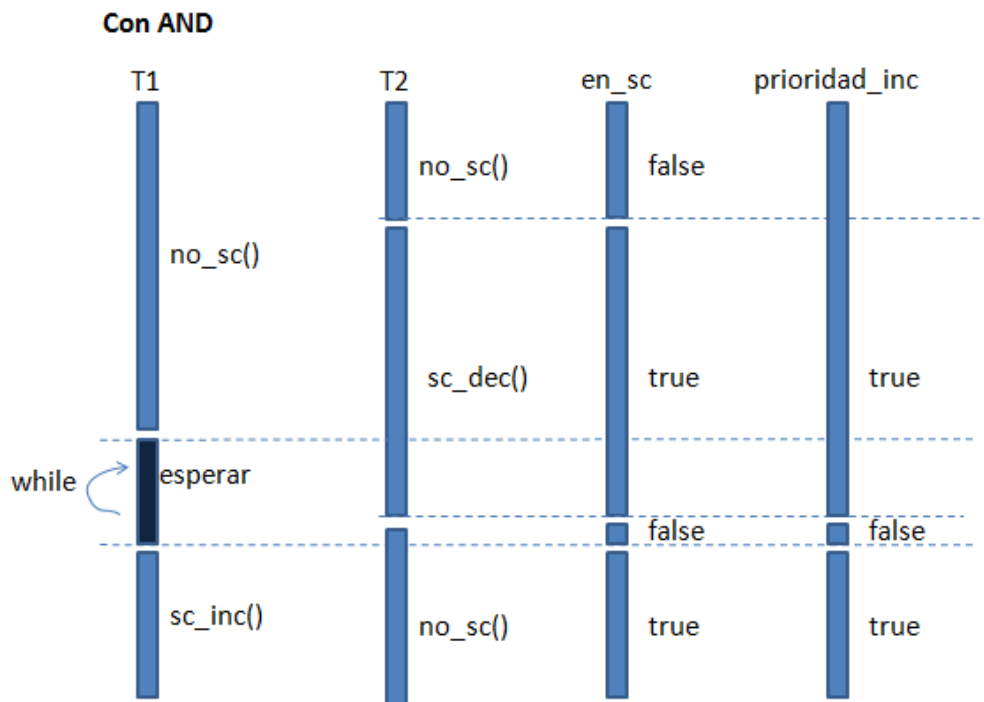 Con AND
T1 T2 en_sc prioridad_inc
no_sc() false
no_sc()
sc_dec() true true
while esperar
false false
sc_inc() no_sc() true true